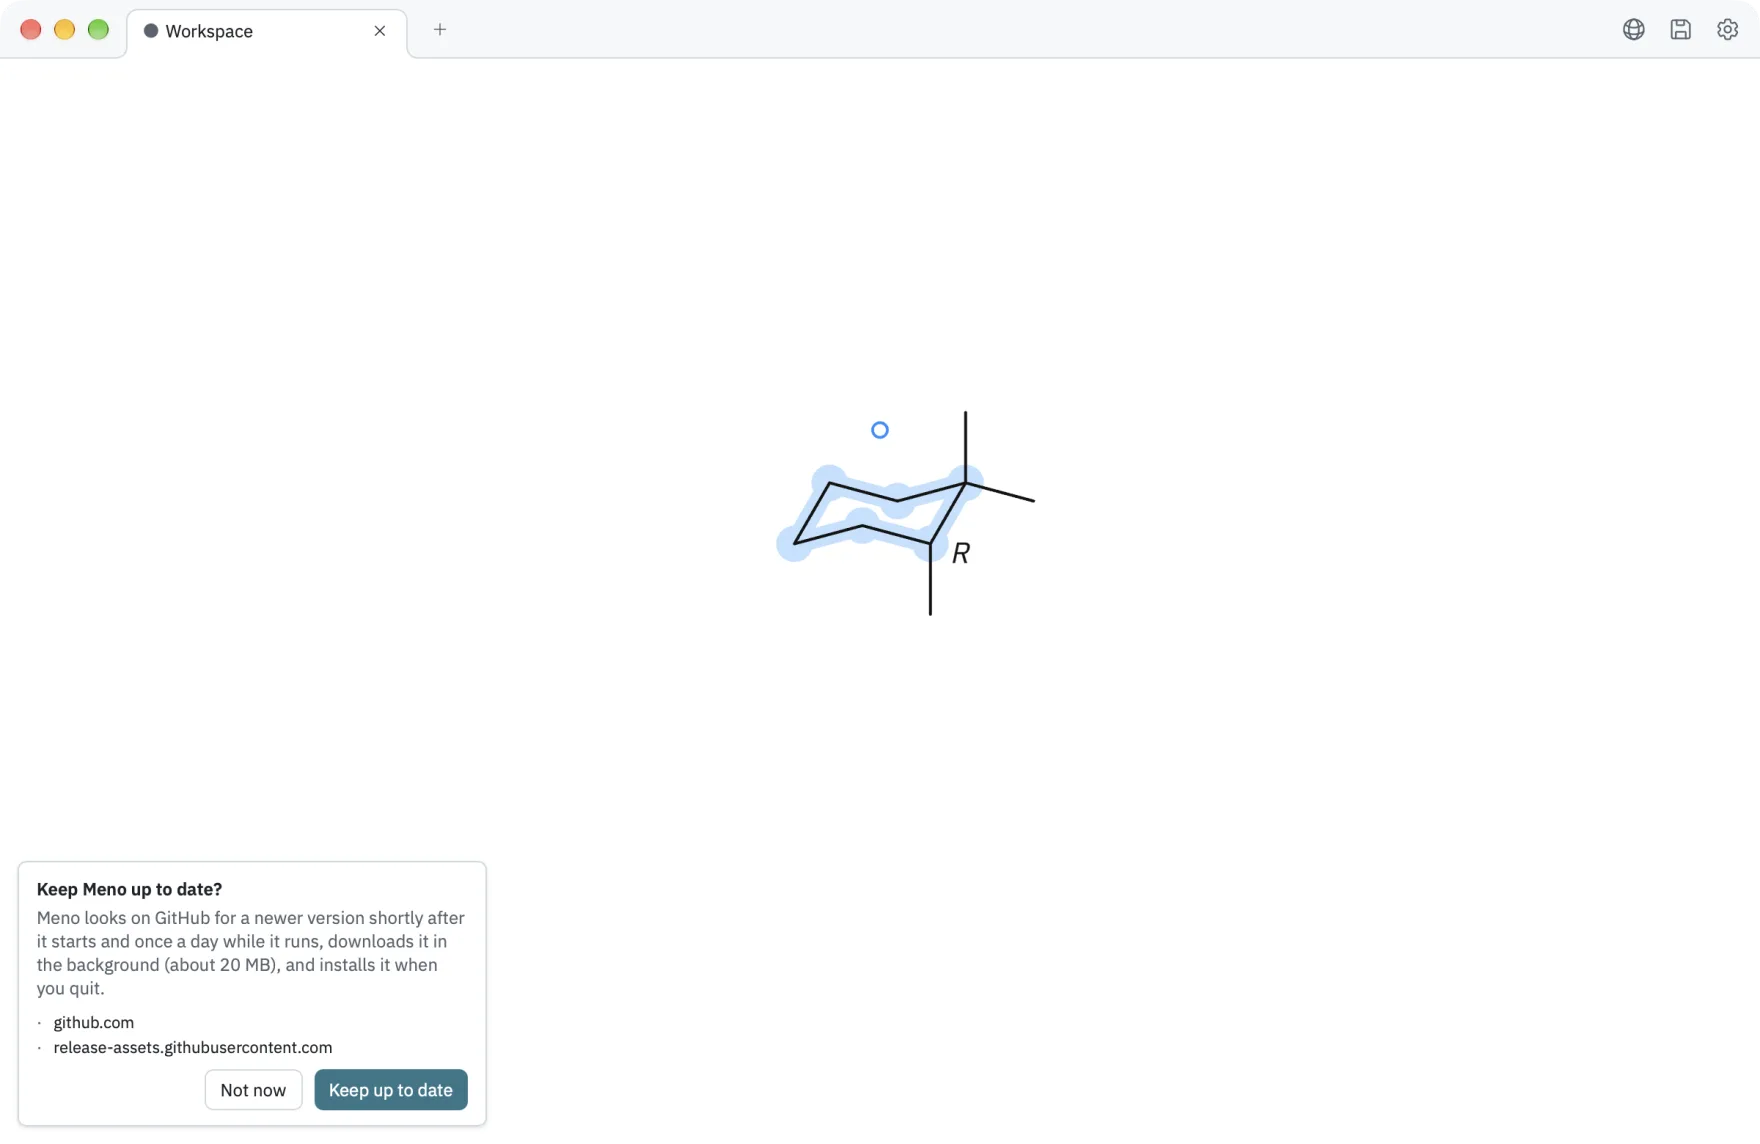 Workspace
R
Keep Meno up to date?
Meno looks on GitHub for a newer version shortly after
it starts and once a day while it runs, downloads it in
the background (about 20 MB), and installs it when
you quit.
· github.com
· release-assets.githubusercontent.com
Not now
Keep up to date